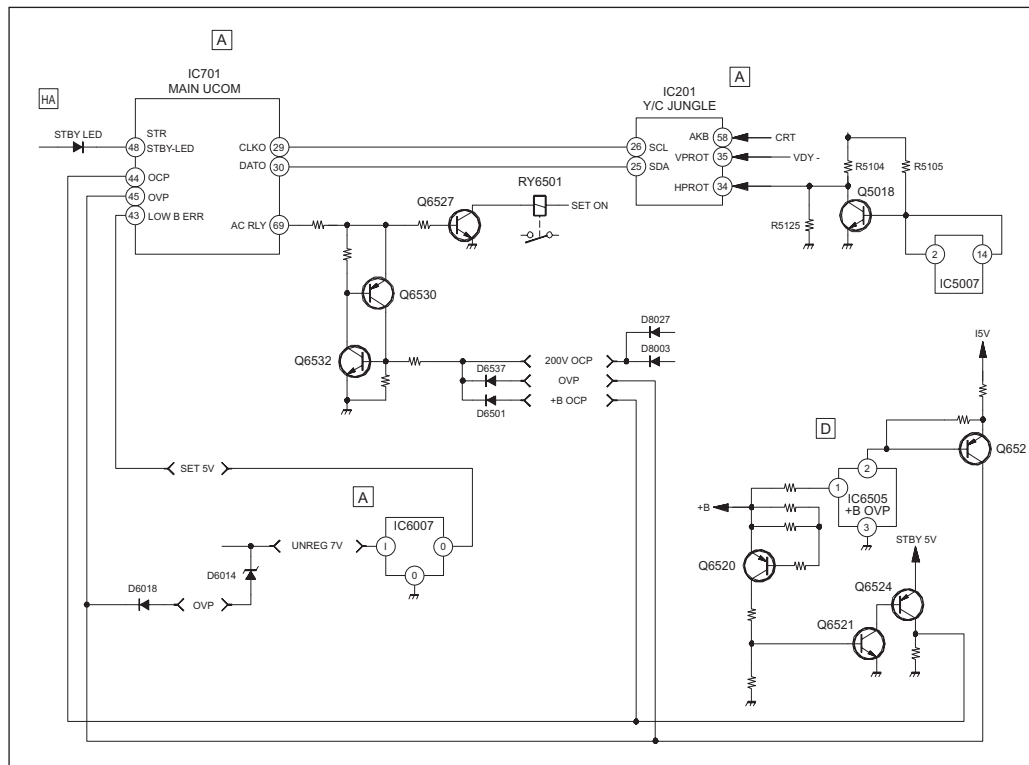 A
IC701
MAIN UCOM
HA
STBY LED
48
STR
STBY-LED
44
OCP
45
OVP
43
LOW B ERR
CLKO
29
DATO
30
AC RLY
69
A
IC201
Y/C JUNGLE
26
SCL
25
SDA
AKB
58
CRT
VPROT
35
VDY -
HPROT
34
R5104
R5105
Q5018
R5125
2
14
IC5007
RY6501
SET ON
Q6527
Q6530
Q6532
D6537
D6501
200V OCP
OVP
+B OCP
D8027
D8003
I5V
Q652
D
2
1
IC6505
+B OVP
3
+B
Q6520
STBY 5V
Q6524
Q6521
SET 5V
A
IC6007
I
0
0
UNREG 7V
D6014
D6018
OVP